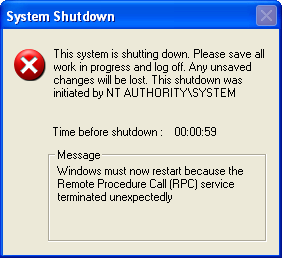 System Shutdown
This system is shutting down. Please save all
work in progress and log off. Any unsaved
changes will be lost. This shutdown was
initiated by NT AUTHORITY\SYSTEM
Time before shutdown : 00:00:59
Message
Windows must now restart because the
Remote Procedure Call (RPC) service
terminated unexpectedly